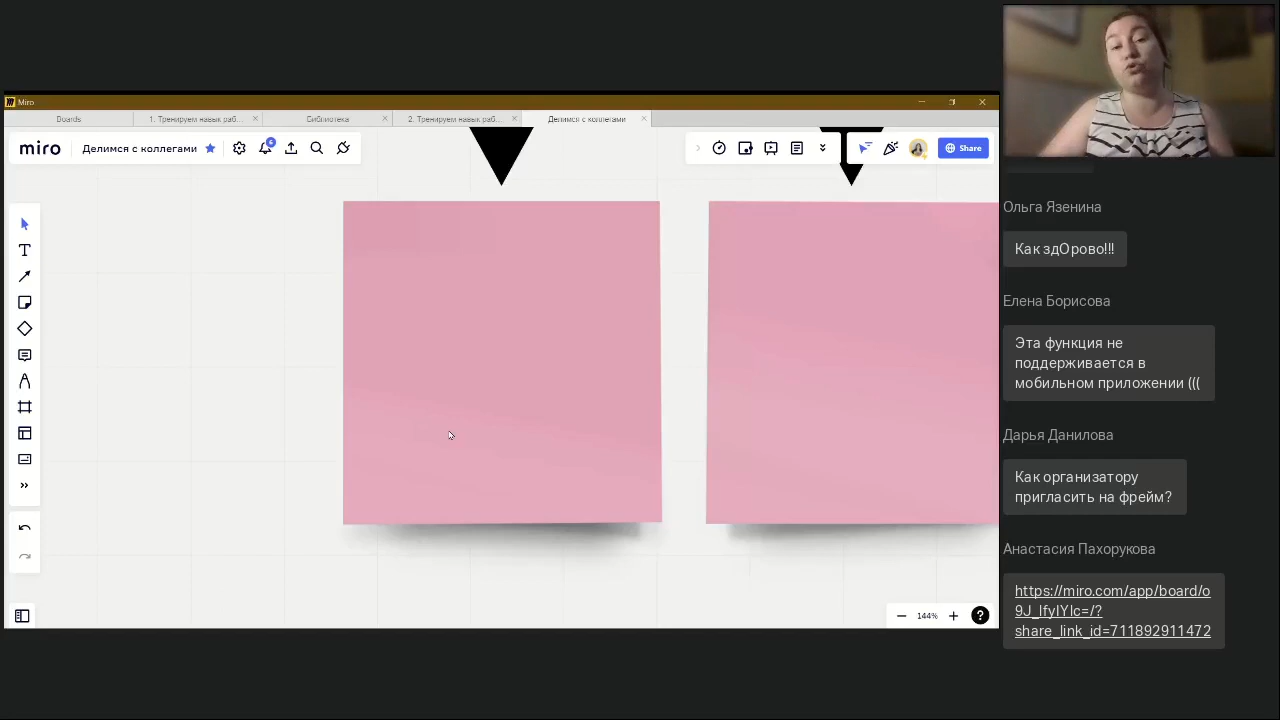 Miro
Boards
1. Тренируем навык раб...
Библиотека
2. Тренируем навык раб...
Делимся с коллегами
miro
Делимся с коллегами
6
Share
T
144%
?
Ольга Язенина
Как здОрово!!!
Елена Борисова
Эта функция не
поддерживается в
мобильном приложении (((
Дарья Данилова
Как организатору
пригласить на фрейм?
Анастасия Пахорукова
https://miro.com/app/board/o
9J_lfyIYlc=/?
share_link_id=711892911472